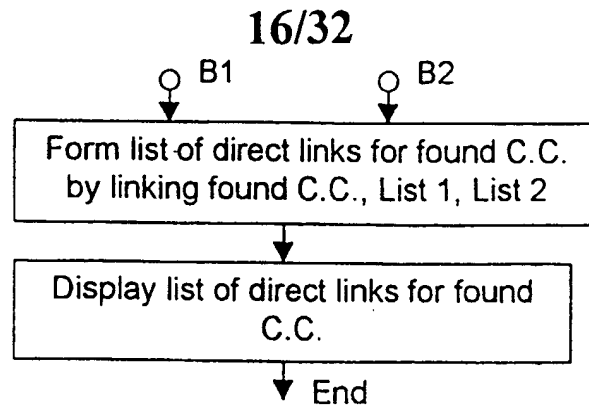 16/32
B1 B2
Form list of direct links for found C.C.
by linking found C.C., List 1, List 2
Display list of direct links for found
C.C.
End